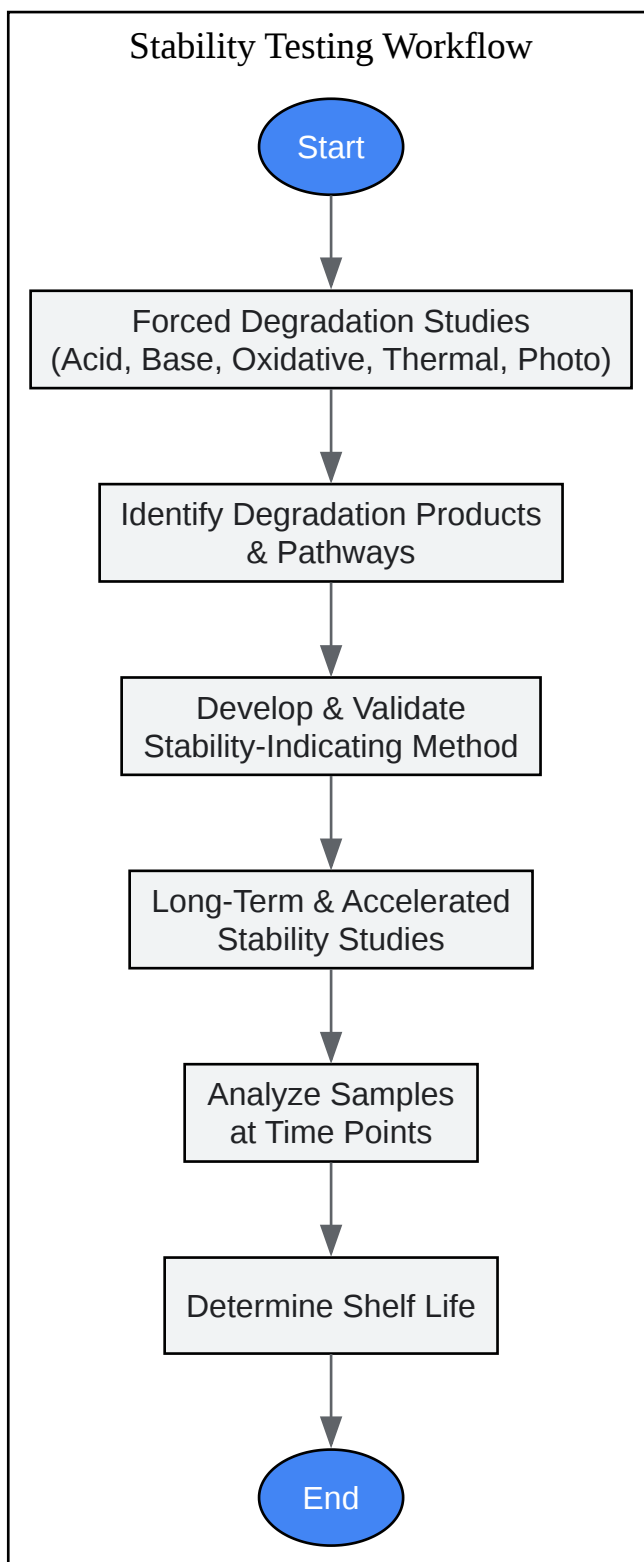 Stability Testing Workflow
Start
Forced Degradation Studies
(Acid, Base, Oxidative, Thermal, Photo)
Identify Degradation Products
& Pathways
Develop & Validate
Stability-Indicating Method
Long-Term & Accelerated
Stability Studies
Analyze Samples
at Time Points
Determine Shelf Life
End